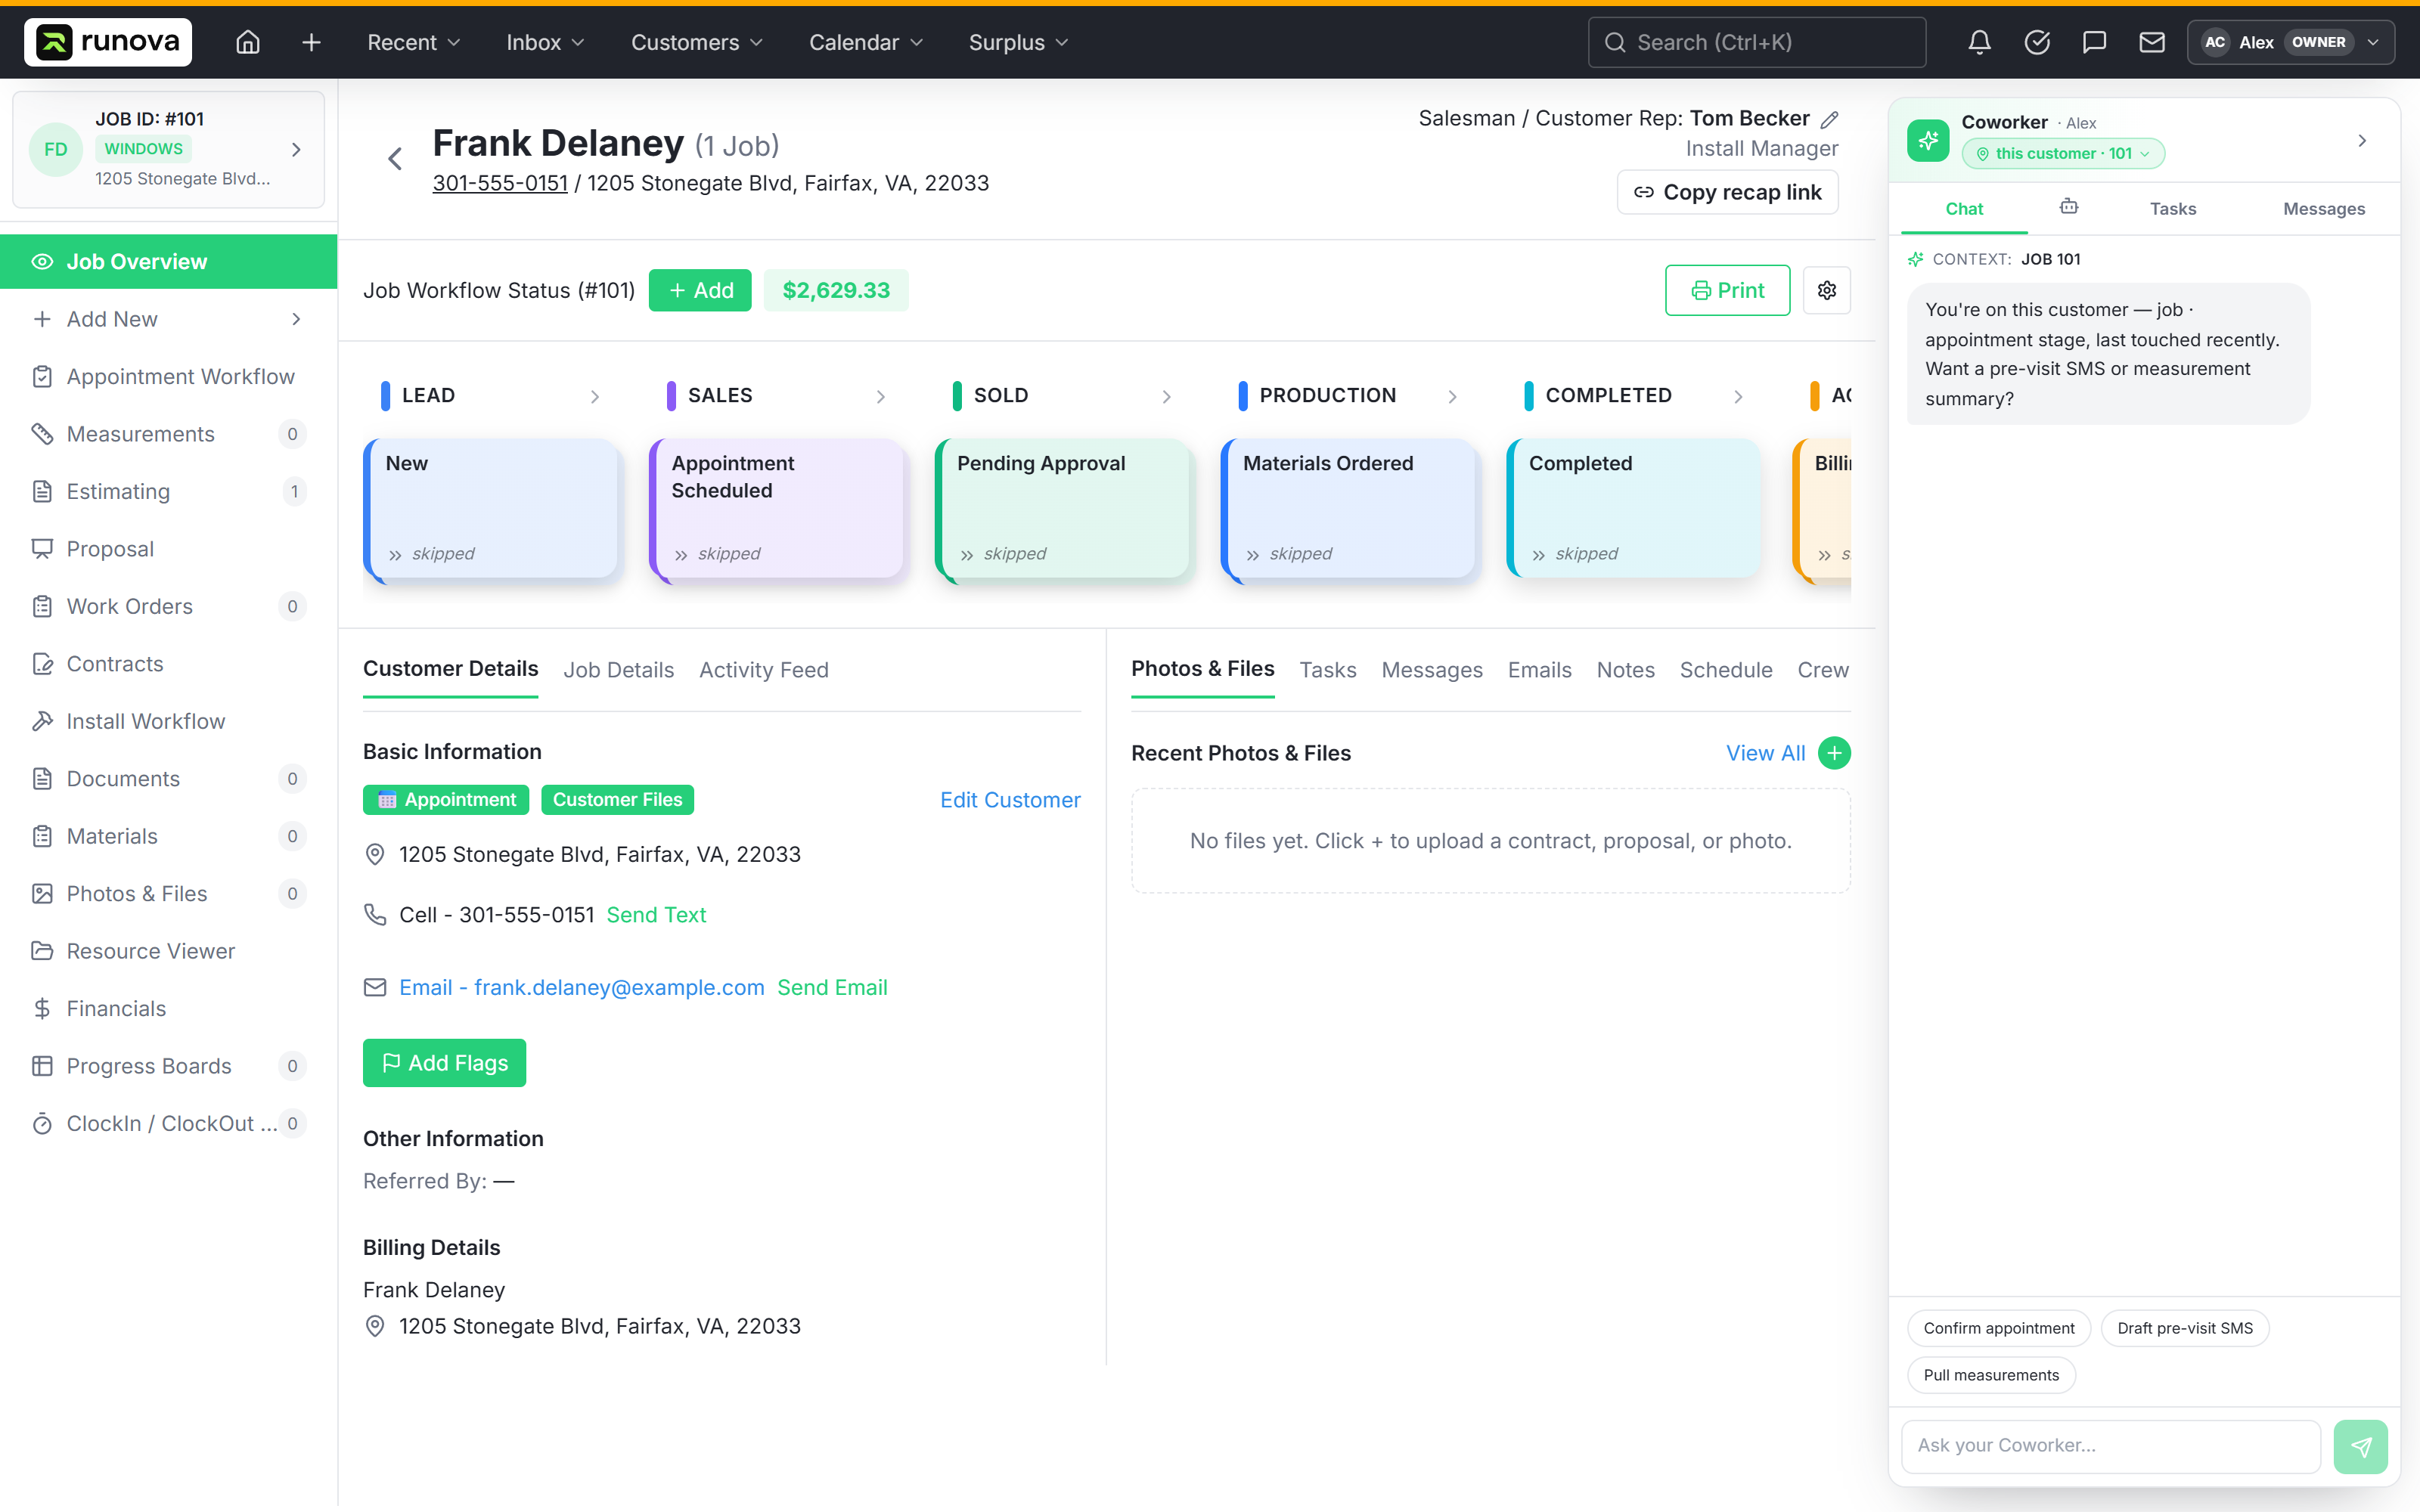 runova
Recent
Inbox
Customers
Calendar
Surplus
Search (Ctrl+K)
AC Alex OWNER
FD
JOB ID: #101
WINDOWS
1205 Stonegate Blvd...
Job Overview
Add New
Appointment Workflow
Measurements 0
Estimating 1
Proposal
Work Orders 0
Contracts
Install Workflow
Documents 0
Materials 0
Photos & Files 0
Resource Viewer
Financials
Progress Boards 0
ClockIn / ClockOut ... 0
Frank Delaney (1 Job)
301-555-0151 / 1205 Stonegate Blvd, Fairfax, VA, 22033
Salesman / Customer Rep: Tom Becker
Install Manager
Copy recap link
Job Workflow Status (#101)
+ Add
$2,629.33
Print
LEAD
SALES
SOLD
PRODUCTION
COMPLETED
New
skipped
Appointment
Scheduled
skipped
Pending Approval
skipped
Materials Ordered
skipped
Completed
skipped
Customer Details
Job Details
Activity Feed
Basic Information
Appointment
Customer Files
Edit Customer
1205 Stonegate Blvd, Fairfax, VA, 22033
Cell - 301-555-0151 Send Text
Email - frank.delaney@example.com Send Email
Add Flags
Other Information
Referred By: —
Billing Details
Frank Delaney
1205 Stonegate Blvd, Fairfax, VA, 22033
Photos & Files
Tasks
Messages
Emails
Notes
Schedule
Crew
Recent Photos & Files
View All
No files yet. Click + to upload a contract, proposal, or photo.
Coworker · Alex
this customer · 101
Chat
Tasks
Messages
CONTEXT: JOB 101
You're on this customer — job ·
appointment stage, last touched recently.
Want a pre-visit SMS or measurement
summary?
Confirm appointment
Draft pre-visit SMS
Pull measurements
Ask your Coworker...